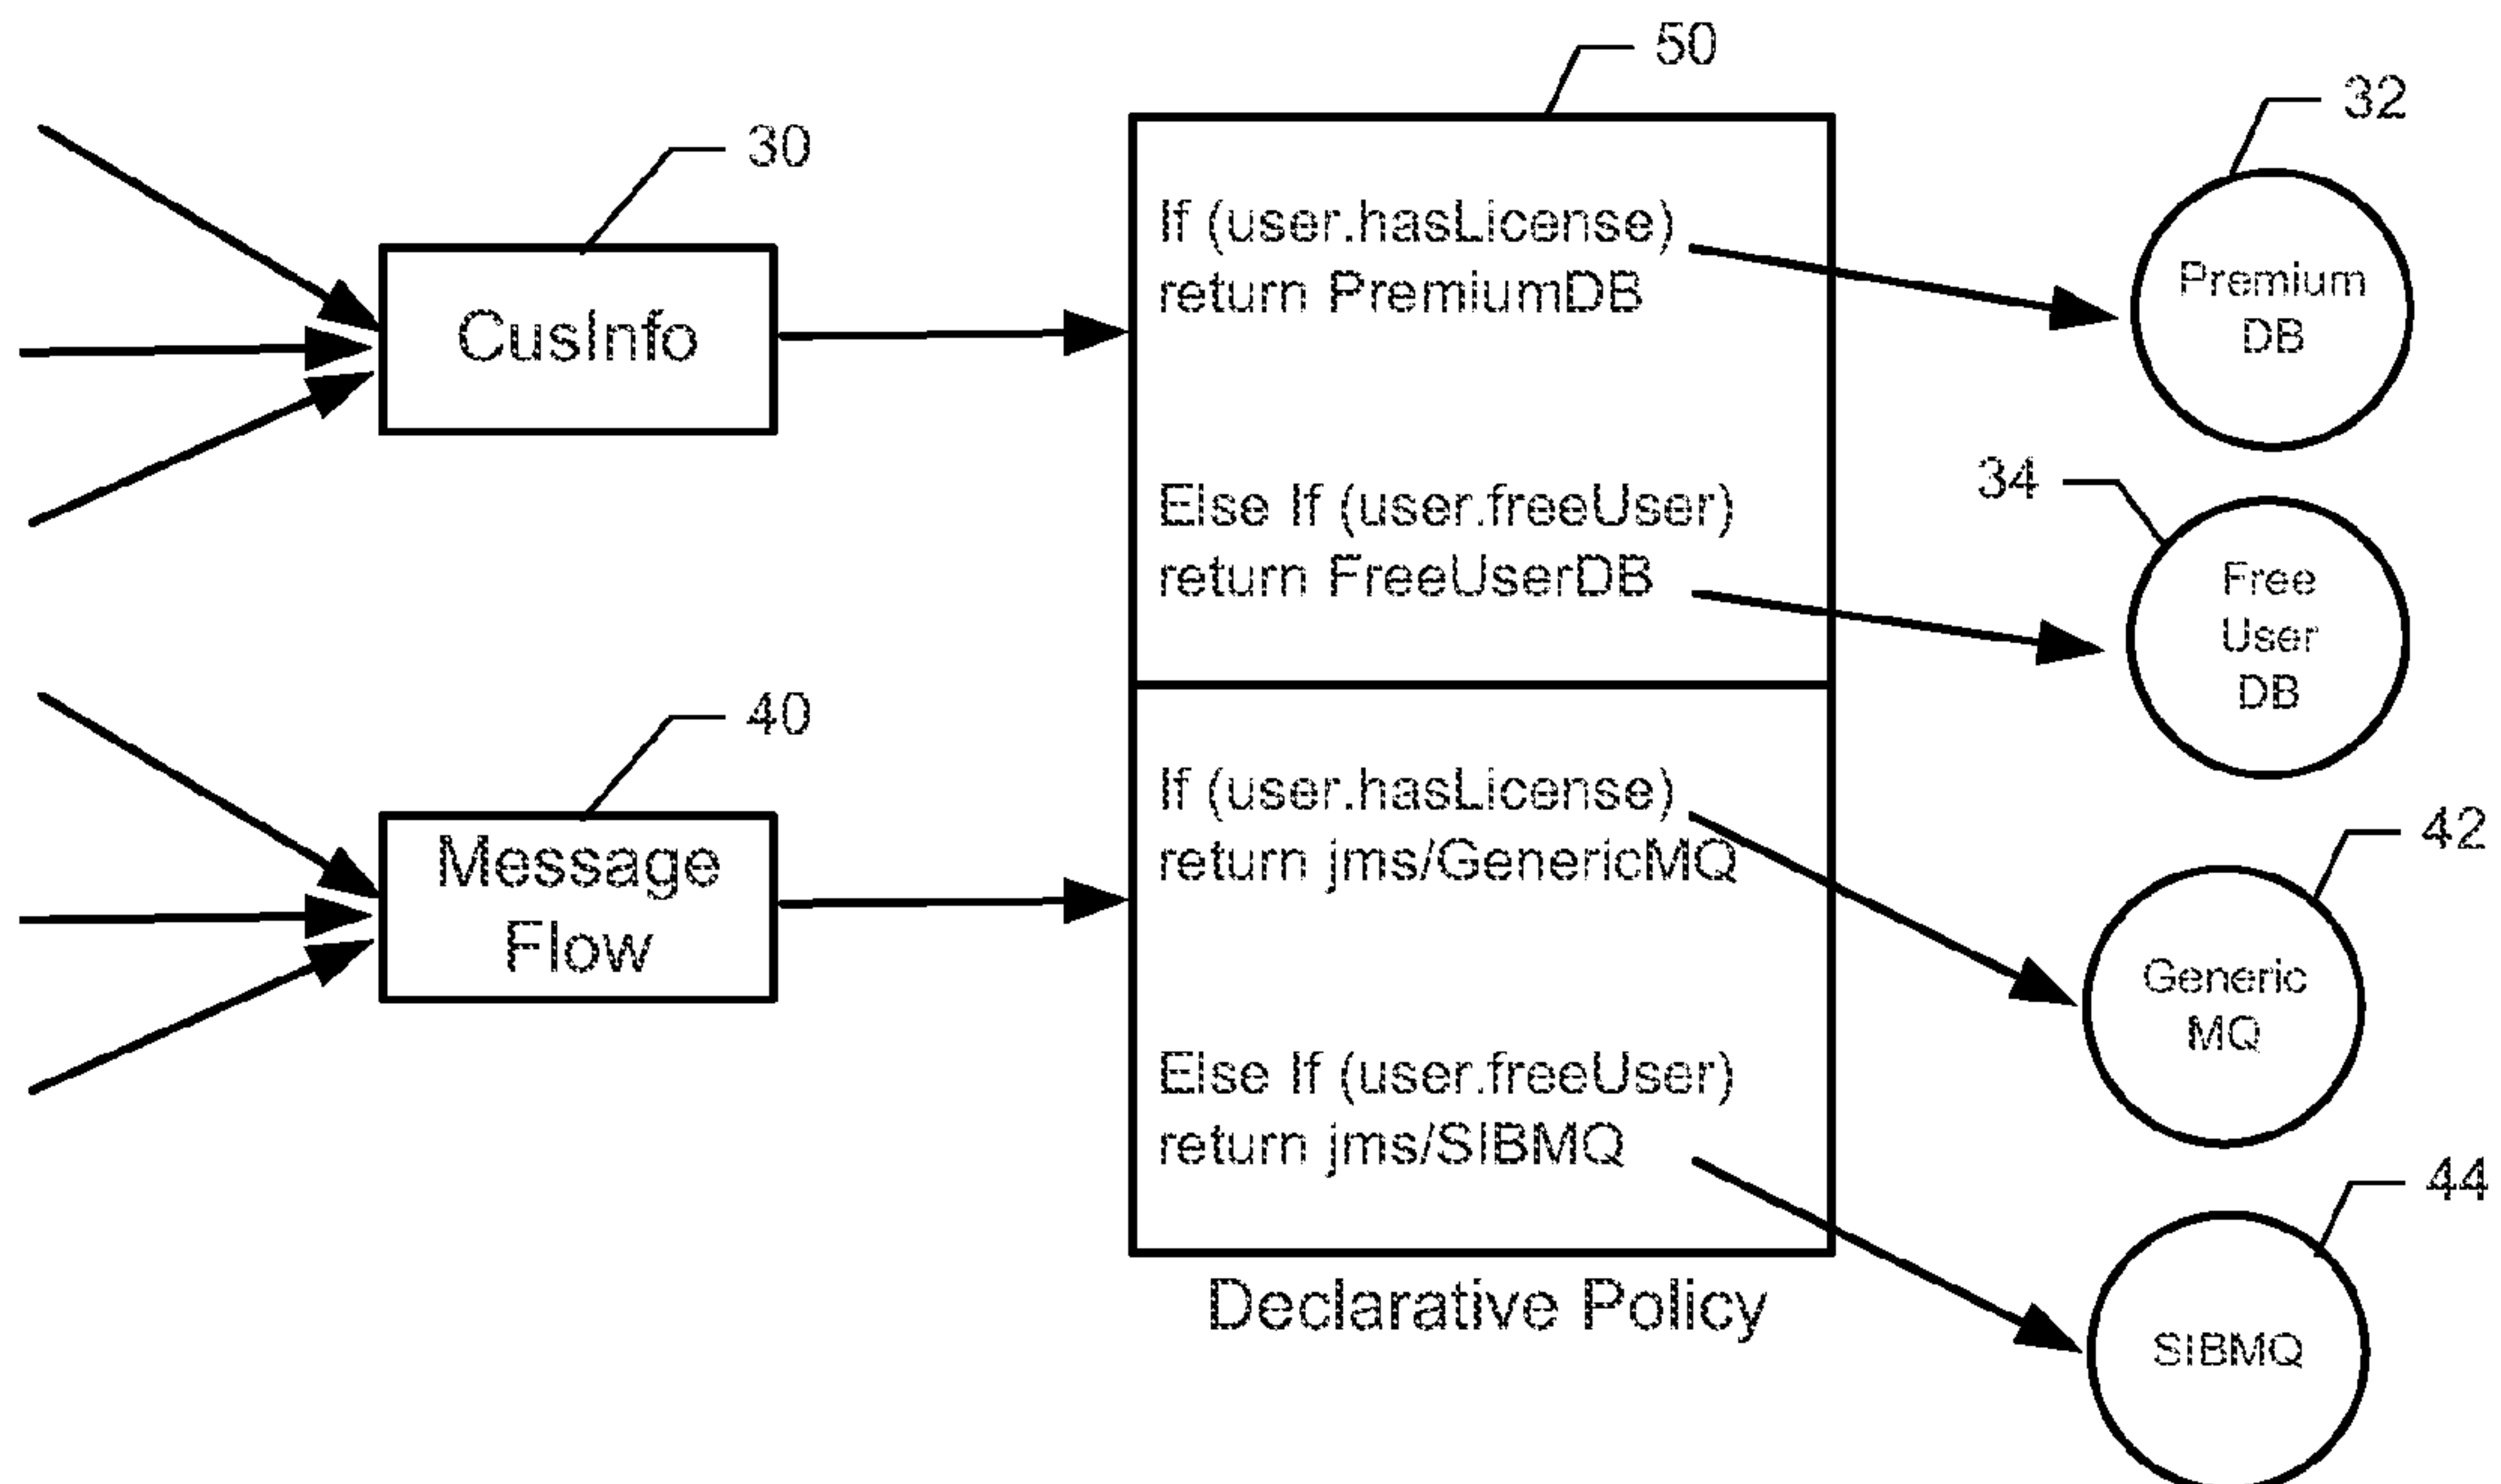 50
32
30
If (user.hasLicense)
return PremiumDB
Premium
DB
CusInfo
34
Else If (user.freeUser)
return FreeUserDB
Free
User
DB
40
If (user.hasLicense)
return jms/GenericMQ
42
Message
Flow
Generic
MQ
Else If (user.freeUser)
return jms/SIBMQ
44
SIBMQ
Declarative Policy